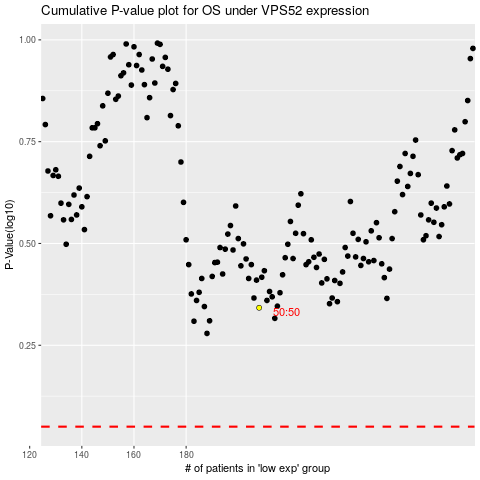 Cumulative P-value plot for OS under VPS52 expression
P-Value(log10)
1.00
0.75
0.50
0.25
50:50
120 140 160 180
# of patients in 'low exp' group